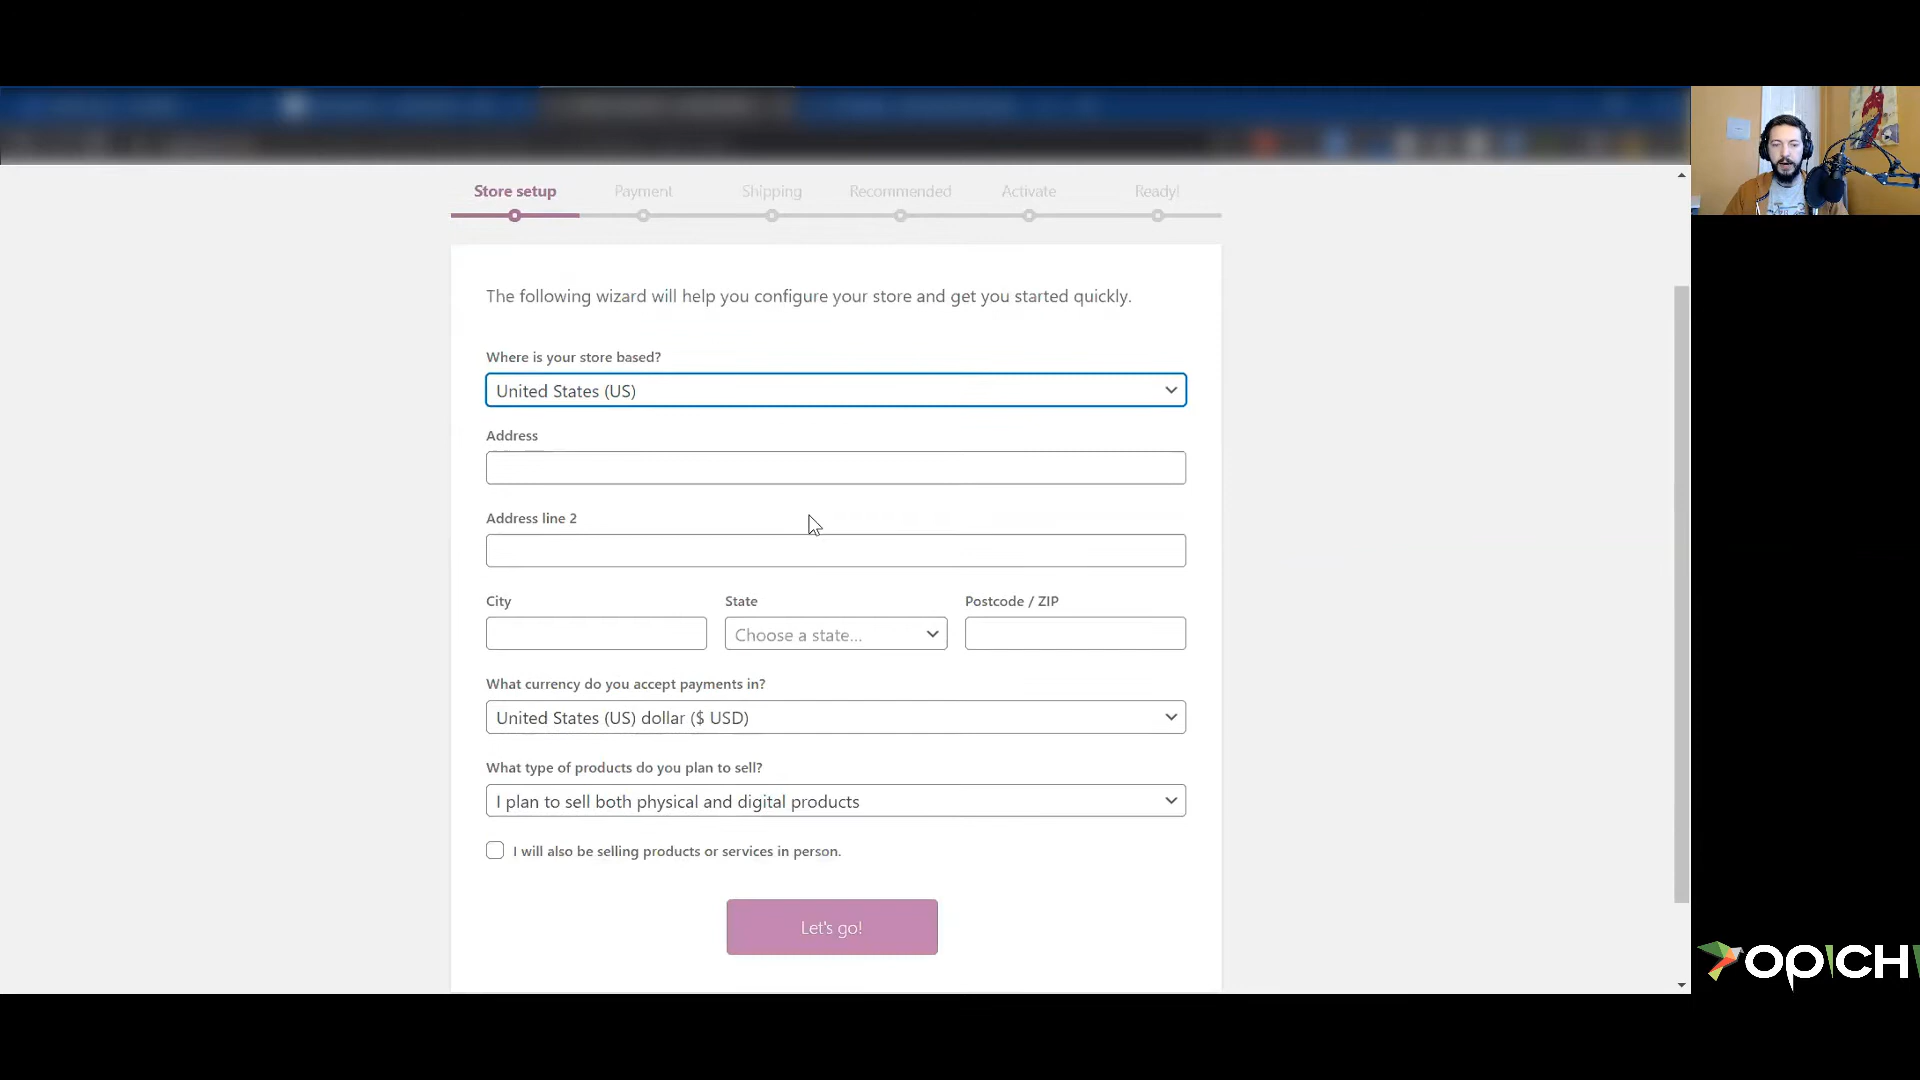 Store setup
Payment
Shipping
Recommended
Activate
Ready!
The following wizard will help you configure your store and get you started quickly.
Where is your store based?
United States (US)
Address
Address line 2
City
State
Postcode / ZIP
Choose a state...
What currency do you accept payments in?
United States (US) dollar ($ USD)
What type of products do you plan to sell?
I plan to sell both physical and digital products
I will also be selling products or services in person.
Let's go!